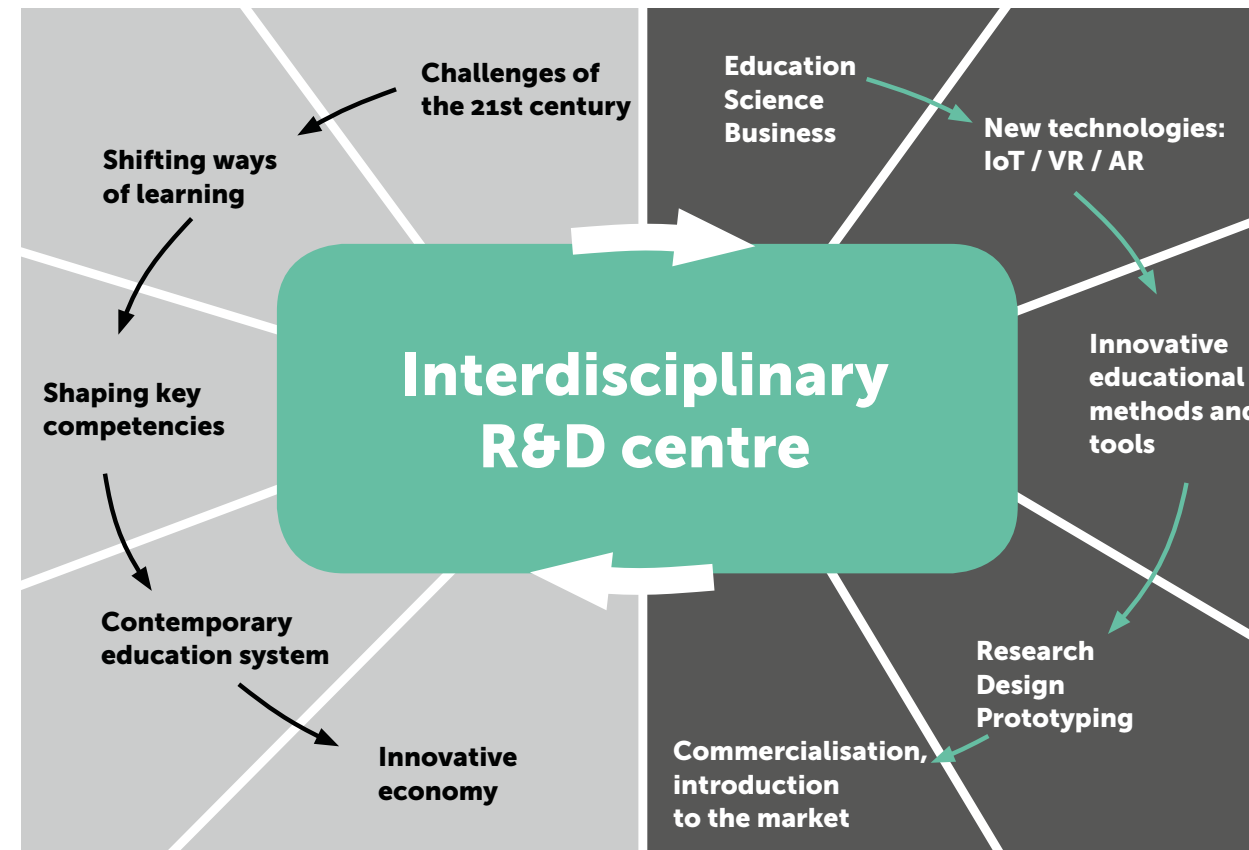 Challenges of
the 21st century
Shifting ways
of learning
Shaping key
competencies
Contemporary
education system
Innovative
economy
Education
Science
Business
New technologies:
IoT / VR / AR
Innovative
educational
methods and
tools
Research
Design
Prototyping
Commercialisation,
introduction
to the market
Interdisciplinary
R&D centre